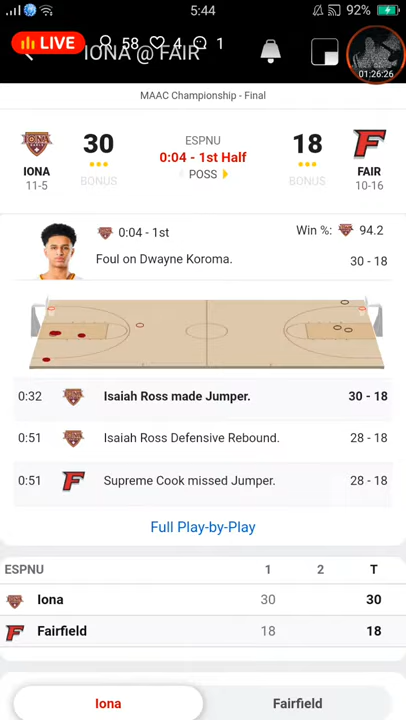 5:44
92%
LIVE
58
4
1
IONA @ FAIR
01:26:26
MAAC Championship - Final
IONA
11-5
30
BONUS
ESPNU
0:04 - 1st Half
POSS
18
BONUS
FAIR
10-16
0:04 - 1st
Foul on Dwayne Koroma.
Win %: 94.2
30 - 18
0:32 Isaiah Ross made Jumper. 30 - 18
0:51 Isaiah Ross Defensive Rebound. 28 - 18
0:51 Supreme Cook missed Jumper. 28 - 18
Full Play-by-Play
ESPNU 1 2 T
Iona 30 30
Fairfield 18 18
Iona Fairfield